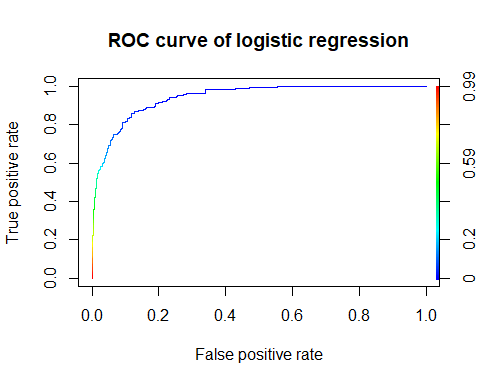 ROC curve of logistic regression
True positive rate
1.0
0.8
0.6
0.4
0.2
0.0
0.99
0.59
0.2
0
0.0 0.2 0.4 0.6 0.8 1.0
False positive rate